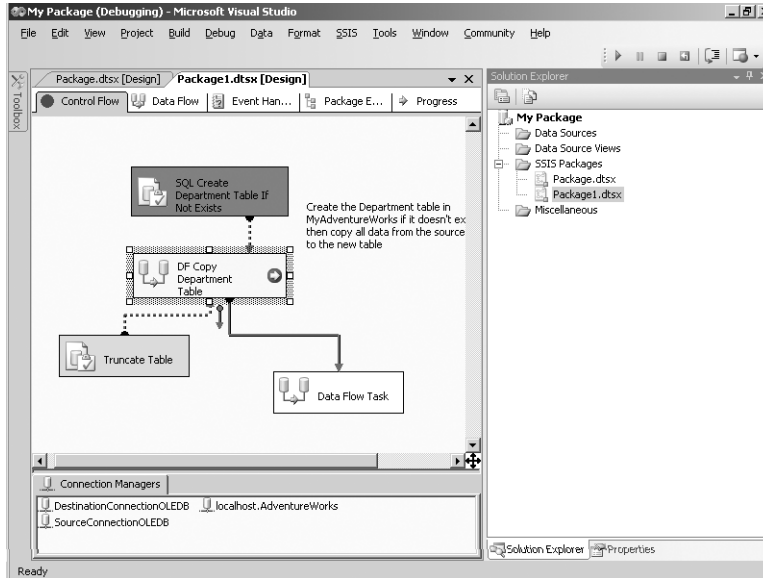 My Package (Debugging) - Microsoft Visual Studio
File Edit View Project Build Debug Data Format SSIS Tools Window Community Help
Toolbox
Package.dtsx [Design] Package1.dtsx [Design]
Control Flow Data Flow Event Han... Package E... Progress
SQL Create
Department Table If
Not Exists
Create the Department table in
MyAdventureWorks if it doesn't ex
then copy all data from the source
to the new table
DF Copy
Department
Table
Truncate Table
Data Flow Task
Connection Managers
DestinationConnectionOLEDB localhost.AdventureWorks
SourceConnectionOLEDB
Ready
Solution Explorer
My Package
Data Sources
Data Source Views
SSIS Packages
Package.dtsx
Package1.dtsx
Miscellaneous
Solution Explorer Properties